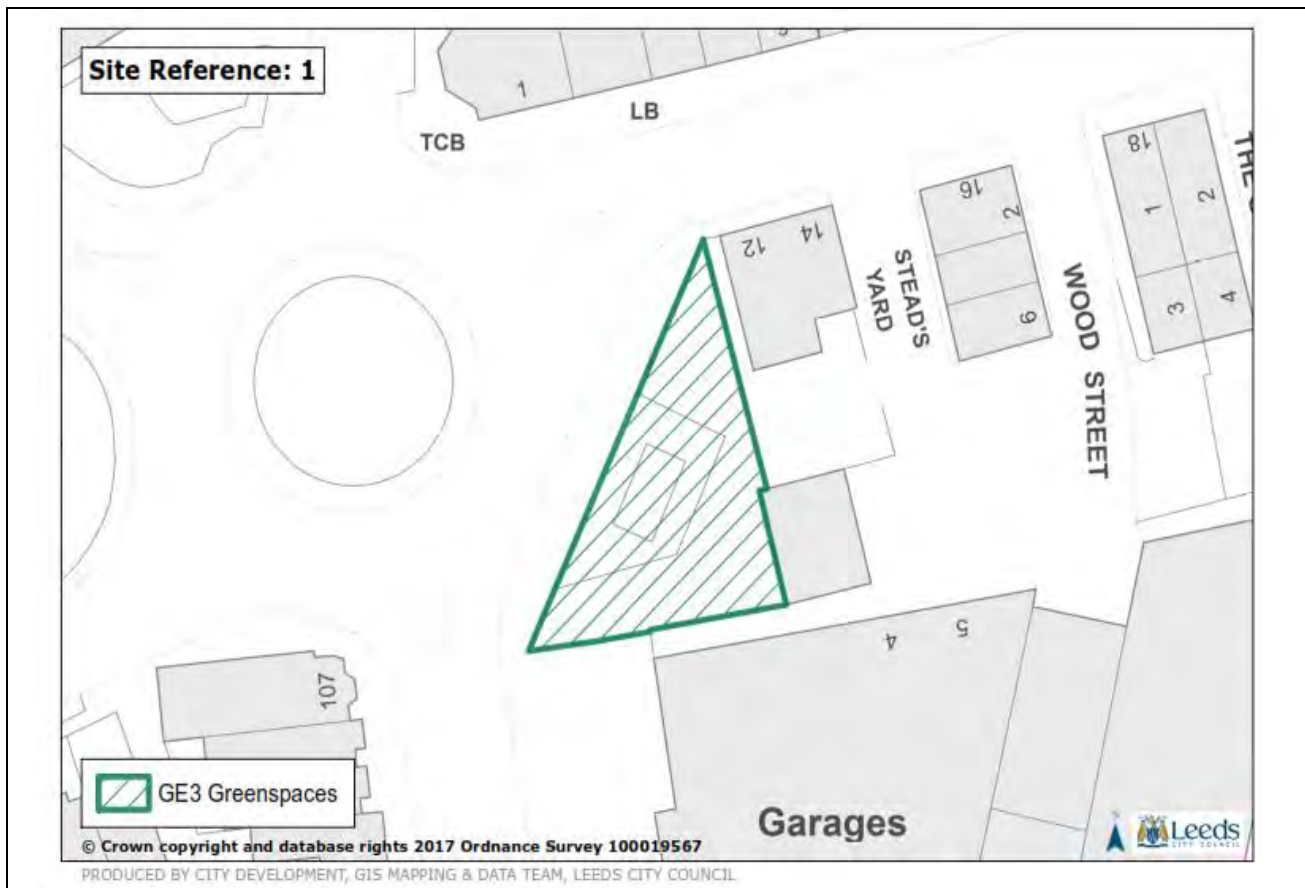 Site Reference: 1
1
LB
TCB
12
14
STEAD'S
YARD
16
2
6
WOOD STREET
18
1
2
3
4
4
5
107
GE3 Greenspaces
Garages
Leeds
CITY COUNCIL
© Crown copyright and database rights 2017 Ordnance Survey 100019567
PRODUCED BY CITY DEVELOPMENT, GIS MAPPING & DATA TEAM, LEEDS CITY COUNCIL